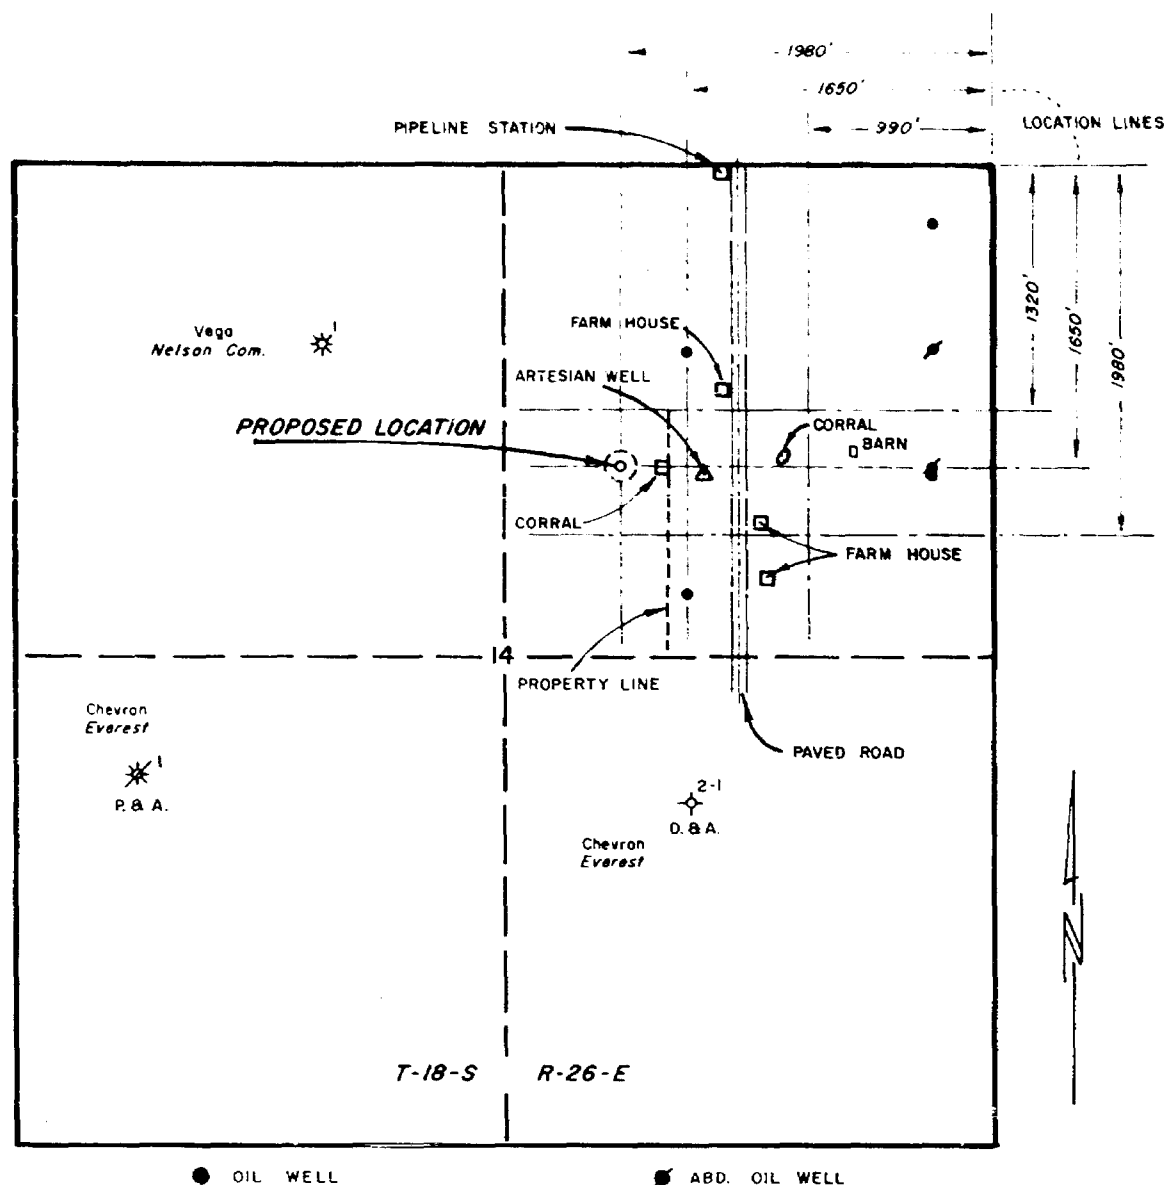 1980'
1650'
PIPELINE STATION
990'
LOCATION LINES
1320'
1650'
1980'
Vega
Nelson Com.
1
FARM HOUSE
ARTESIAN WELL
PROPOSED LOCATION
CORRAL
BARN
CORRAL
FARM HOUSE
14
PROPERTY LINE
Chevron
Everest
1
P. & A.
PAVED ROAD
2-1
D. & A.
Chevron
Everest
N
T-18-S R-26-E
OIL WELL
ABD. OIL WELL